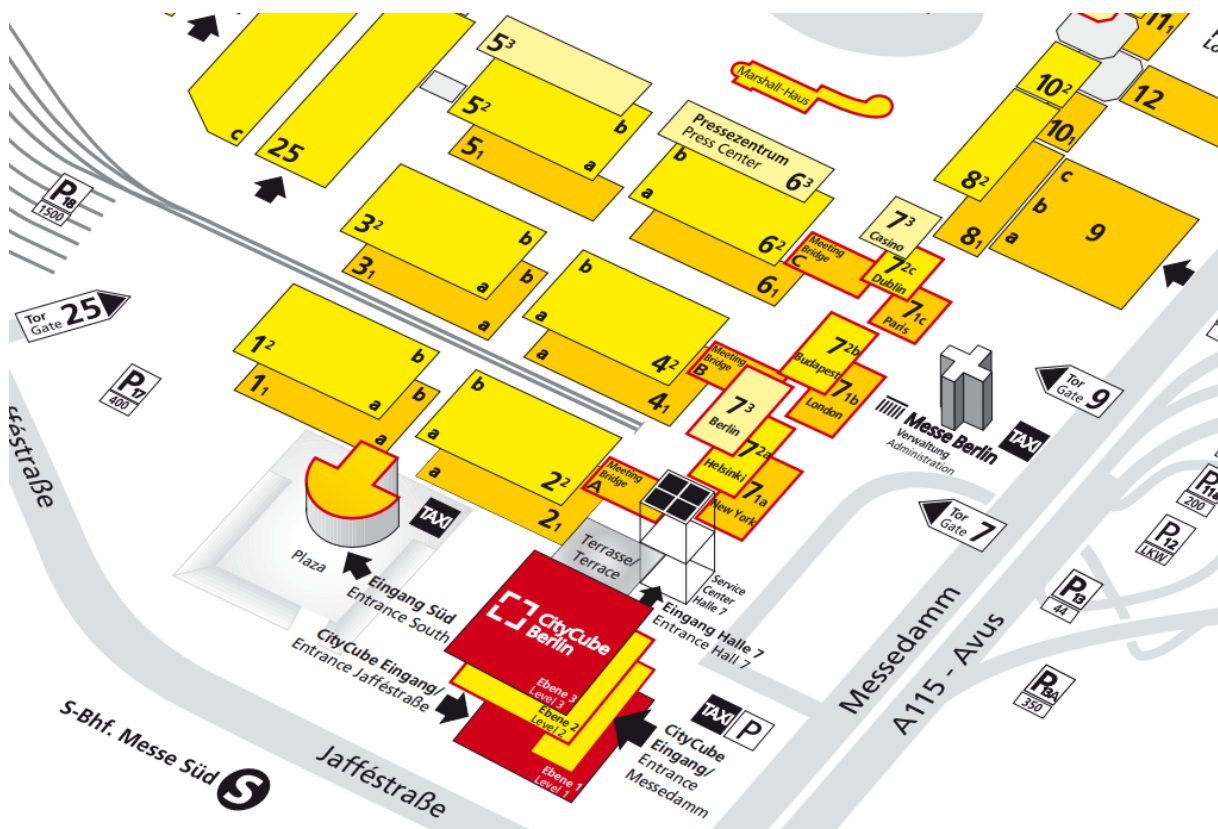 5³
5²
b
a
5₁
c
25
Marshall-Haus
11₁
10²
12
10₁
Pressezentrum
Press Center
6³
b
a
6²
6₁
8²
8₁
c
b
a
9
P18
1500
3²
b
a
3₁
b
a
7³
Casino
Meeting
Bridge
C
7²c
Dublin
7₁c
Paris
b
a
4²
a
4₁
Tor
Gate 25
1²
b
a
1₁
b
a
P17
400
Meeting
Bridge
B
7²b
Budapest
7₁b
London
7³
Berlin
Tor
Gate 9
Messe Berlin
Verwaltung
Administration
TAXI
b
a
2²
a
2₁
Meeting
Bridge
A
7²a
Helsinki
7₁a
New York
Tor
Gate 7
200
P12
LKW
P13
44
P13A
350
TAXI
Plaza
Terrasse/
Terrace
Service
Center
Halle 7
Eingang Süd
Entrance South
Eingang Halle 7
Entrance Hall 7
CityCube
Berlin
CityCube Eingang/
Entrance Jafféstraße
Ebene 3
Level 3
Ebene 2
Level 2
Ebene 1
Level 1
TAXI
P
CityCube
Eingang/
Entrance
Messedamm
Messedamm
A115 - Avus
S-Bhf. Messe Süd
S
Jafféstraße
fféstraße